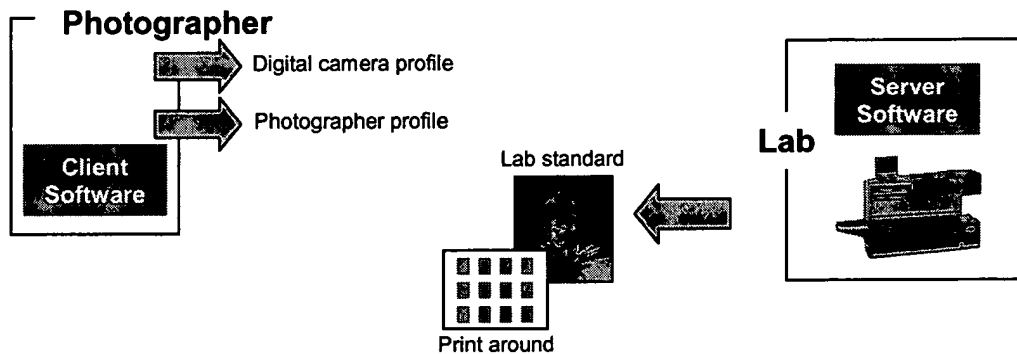 Photographer
Digital camera profile
Photographer profile
Client
Software
Lab standard
Print around
Lab
Server
Software